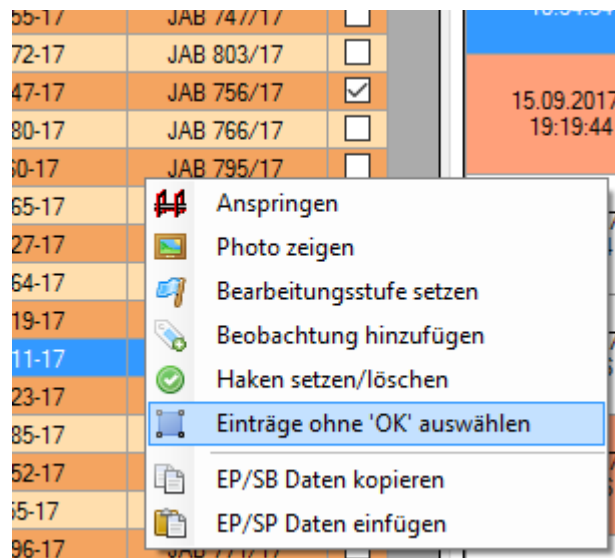 55-17 JAB 747/17
72-17 JAB 803/17
47-17 JAB 756/17
15.09.2017
80-17 JAB 766/17
19:19:44
60-17 JAB 795/17
65-17
27-17
64-17
19-17
11-17
23-17
85-17
52-17
55-17
96-17
Anspringen
Photo zeigen
Bearbeitungsstufe setzen
Beobachtung hinzufügen
Haken setzen/löschen
Einträge ohne 'OK' auswählen
EP/SB Daten kopieren
EP/SP Daten einfügen